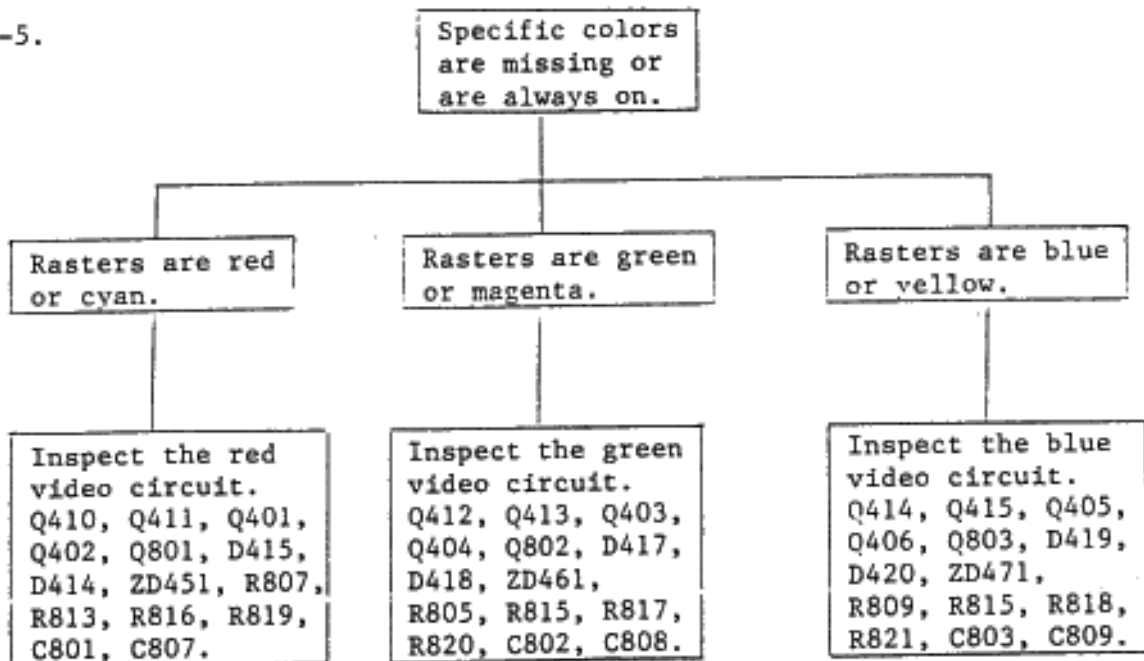 -5.
Specific colors
are missing or
are always on.
Rasters are red
or cyan.
Rasters are green
or magenta.
Rasters are blue
or yellow.
Inspect the red
video circuit.
Q410, Q411, Q401,
Q402, Q801, D415,
D414, ZD451, R807,
R813, R816, R819,
C801, C807.
Inspect the green
video circuit.
Q412, Q413, Q403,
Q404, Q802, D417,
D418, ZD461,
R805, R815, R817,
R820, C802, C808.
Inspect the blue
video circuit.
Q414, Q415, Q405,
Q406, Q803, D419,
D420, ZD471,
R809, R815, R818,
R821, C803, C809.